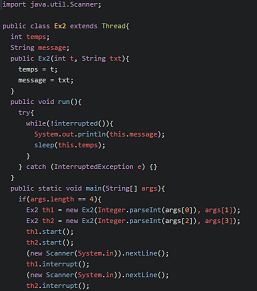 import java.util.Scanner;
public class Ex2 extends Thread{
int temps;
String message;
public Ex2(int t, String txt){
temps = t;
message = txt;
}
public void run(){
try{
while(!interrupted()){
System.out.println(this.message);
sleep(this.temps);
}
} catch (InterruptedException e) {}
}
public static void main(String[] args){
if(args.length == 4){
Ex2 th1 = new Ex2(Integer.parseInt(args[0]), args[1]);
Ex2 th2 = new Ex2(Integer.parseInt(args[2]), args[3]);
th1.start();
th2.start();
(new Scanner(System.in)).nextLine();
th1.interrupt();
(new Scanner(System.in)).nextLine();
th2.interrupt();